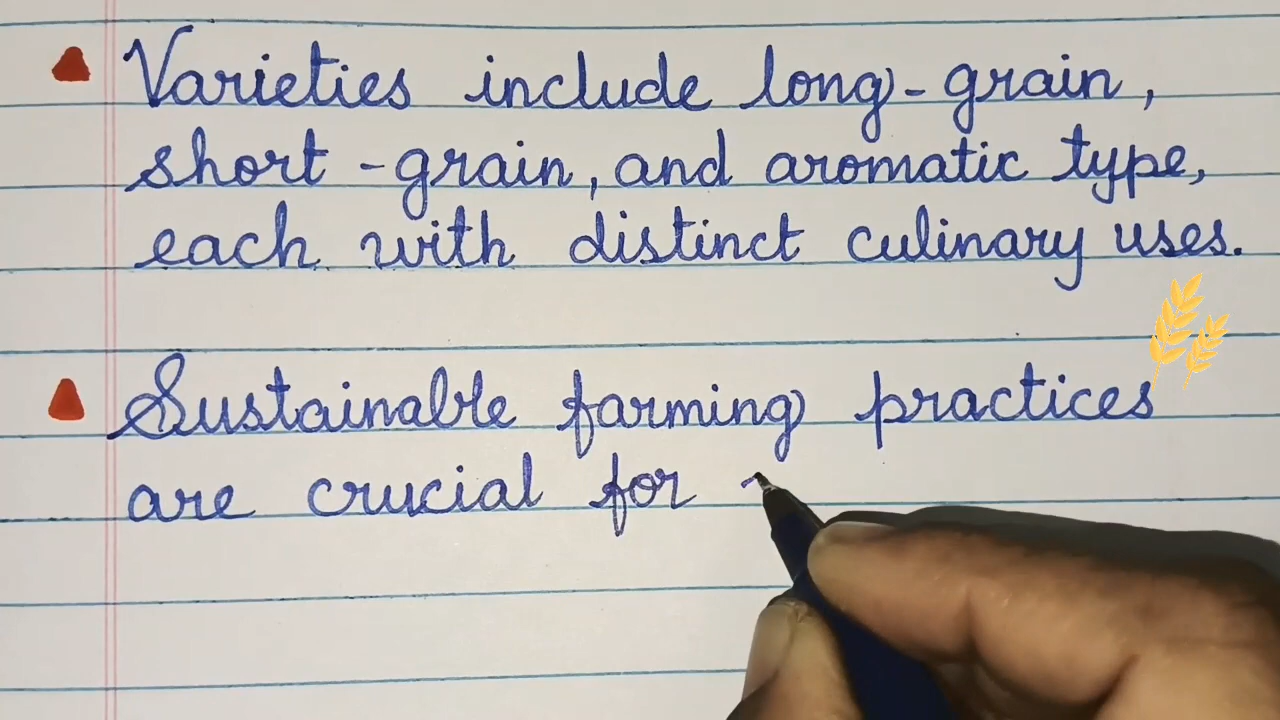 Varieties include long-grain,
short-grain, and aromatic type,
each with distinct culinary uses.
Sustainable farming practices
are crucial for